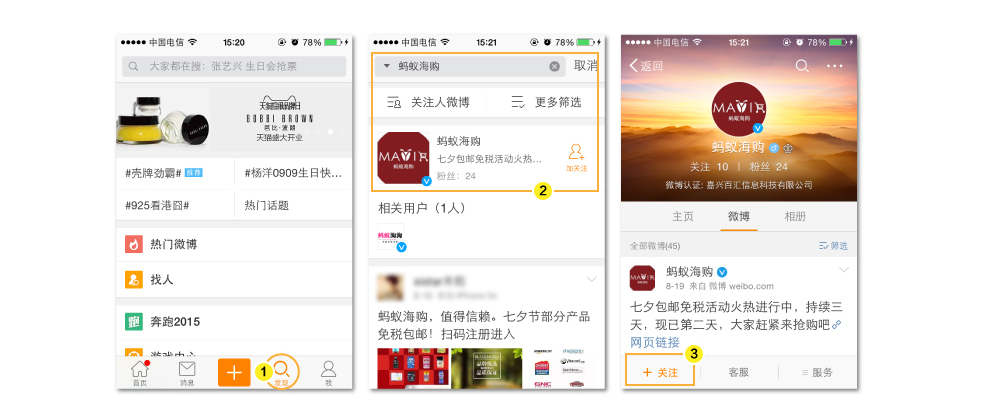 中国电信 15:20 78%
大家都在搜：张艺兴 生日会抢票
天猫品牌日
BOBBI BROWN
芭比·波朗
天猫盛大开业
#壳牌劲霸# 推荐
#杨洋0909生日快...
#925看港囧#
热门话题
热门微博
找人
奔跑2015
游戏中心
首页
消息
1
发现
我
中国电信 15:21 78%
蚂蚁海购
取消
关注人微博
更多筛选
MAVIR
蚂蚁海购
蚂蚁海购
七夕包邮免税活动火热...
粉丝：24
加关注
2
相关用户（1人）
蚂蚁海购，值得信赖。七夕节部分产品
免税包邮！扫码注册进入
GNC
中国电信 15:21 78%
返回
MAVIR
蚂蚁海购
蚂蚁海购
关注 10 | 粉丝 24
微博认证: 嘉兴百汇信息科技有限公司
主页
微博
相册
全部微博(45)
筛选
蚂蚁海购
8-19 来自 微博 weibo.com
七夕包邮免税活动火热进行中，持续三
天，现已第二天，大家赶紧来抢购吧
网页链接
3
+ 关注
客服
服务